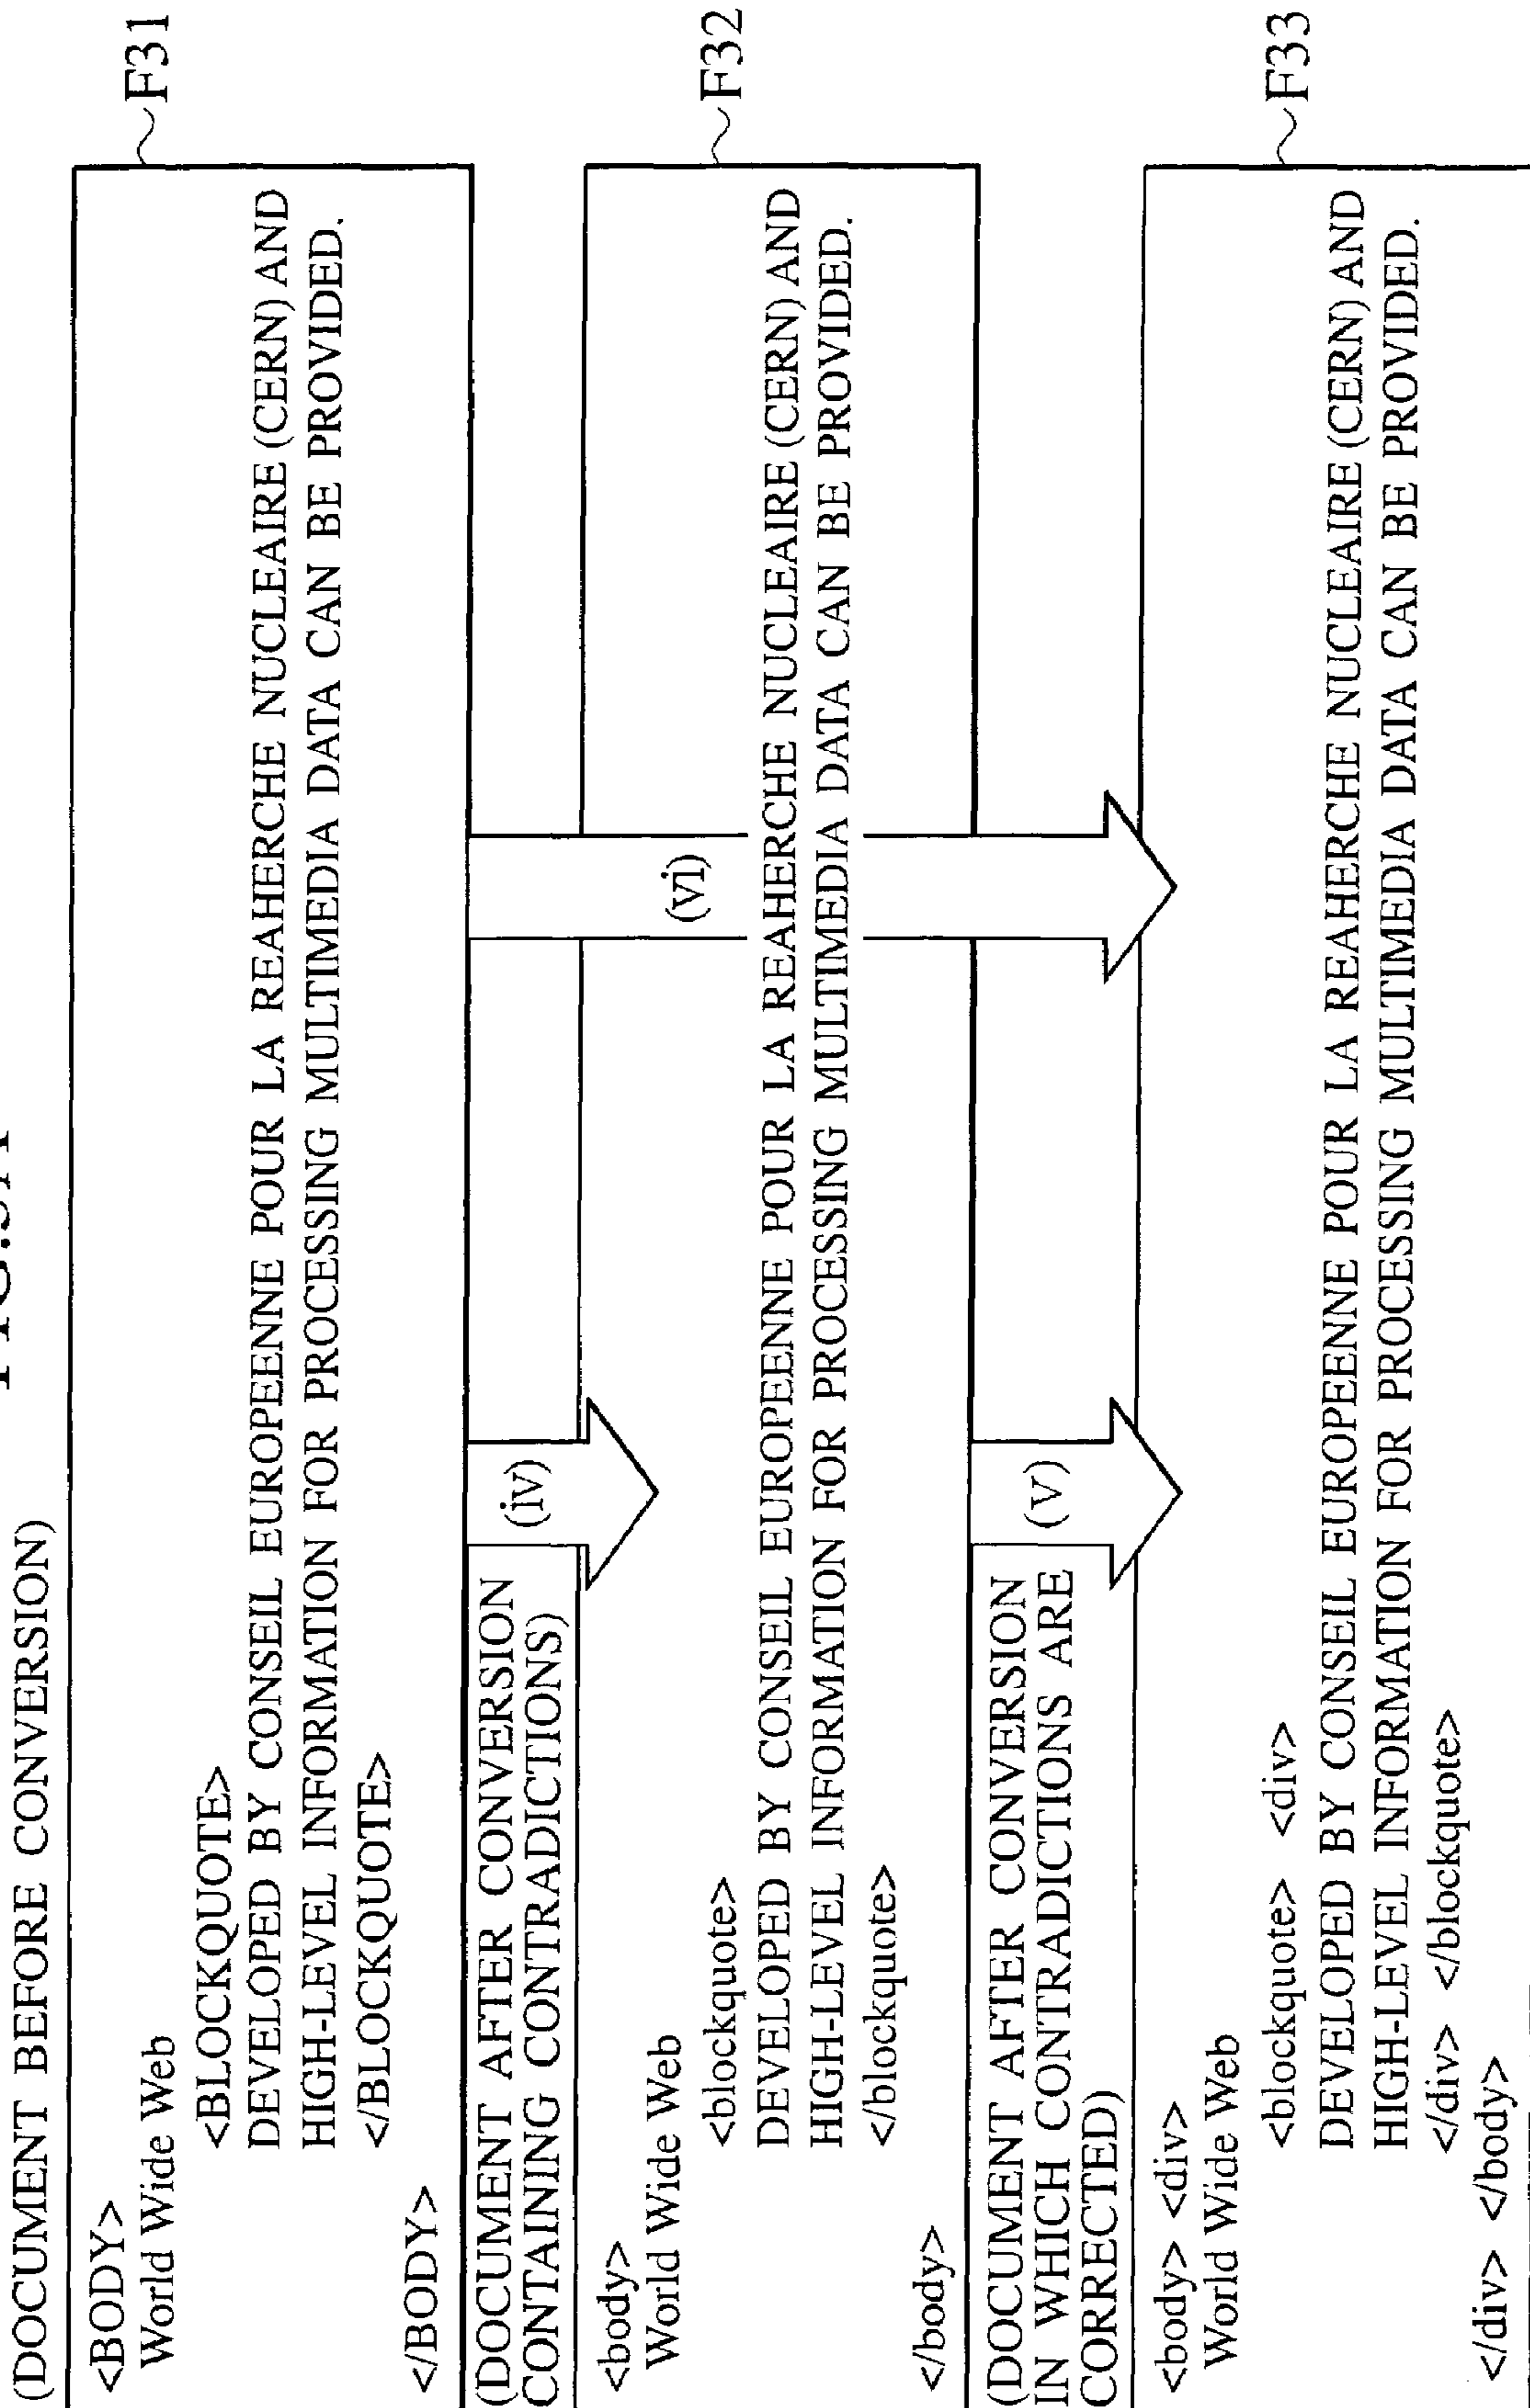 (DOCUMENT BEFORE CONVERSION)
F31
<BODY>
World Wide Web
<BLOCKQUOTE>
DEVELOPED BY CONSEIL EUROPEENNE POUR LA REAHERCHE NUCLEAIRE (CERN) AND
HIGH-LEVEL INFORMATION FOR PROCESSING MULTIMEDIA DATA CAN BE PROVIDED.
</BLOCKQUOTE>
</BODY>
(DOCUMENT AFTER CONVERSION
CONTAINING CONTRADICTIONS)
(iv)
(vi)
F32
<body>
World Wide Web
<blockquote>
DEVELOPED BY CONSEIL EUROPEENNE POUR LA REAHERCHE NUCLEAIRE (CERN) AND
HIGH-LEVEL INFORMATION FOR PROCESSING MULTIMEDIA DATA CAN BE PROVIDED.
</blockquote>
</body>
(DOCUMENT AFTER CONVERSION
IN WHICH CONTRADICTIONS ARE
CORRECTED)
(v)
F33
<body> <div>
World Wide Web
<blockquote> <div>
DEVELOPED BY CONSEIL EUROPEENNE POUR LA REAHERCHE NUCLEAIRE (CERN) AND
HIGH-LEVEL INFORMATION FOR PROCESSING MULTIMEDIA DATA CAN BE PROVIDED.
</div> </blockquote>
</div> </body>